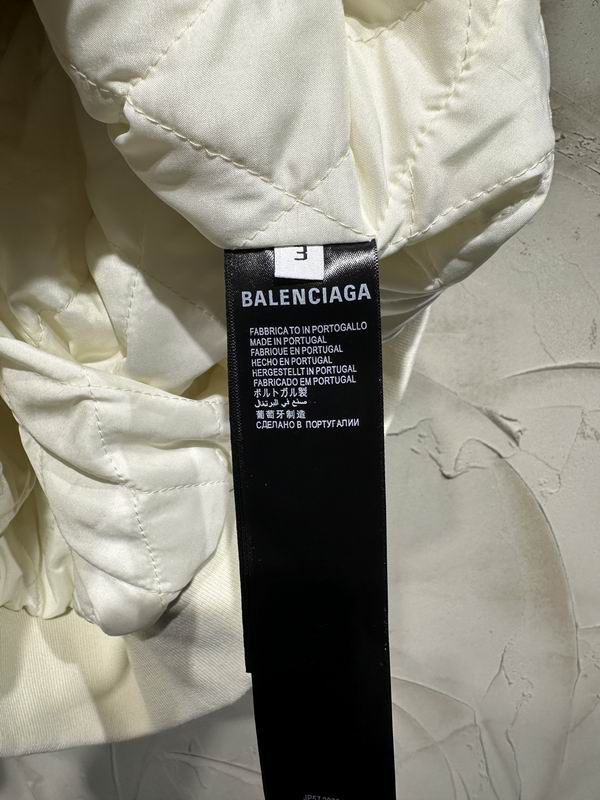 3
BALENCIAGA
FABBRICATO IN PORTOGALLO
MADE IN PORTUGAL
FABRIQUE EN PORTUGAL
HECHO EN PORTUGAL
HERGESTELLT IN PORTUGAL
FABRICADO EM PORTUGAL
ポルトガル製
صنع في البرتغال
葡萄牙制造
СДЕЛАНО В ПОРТУГАЛИИ